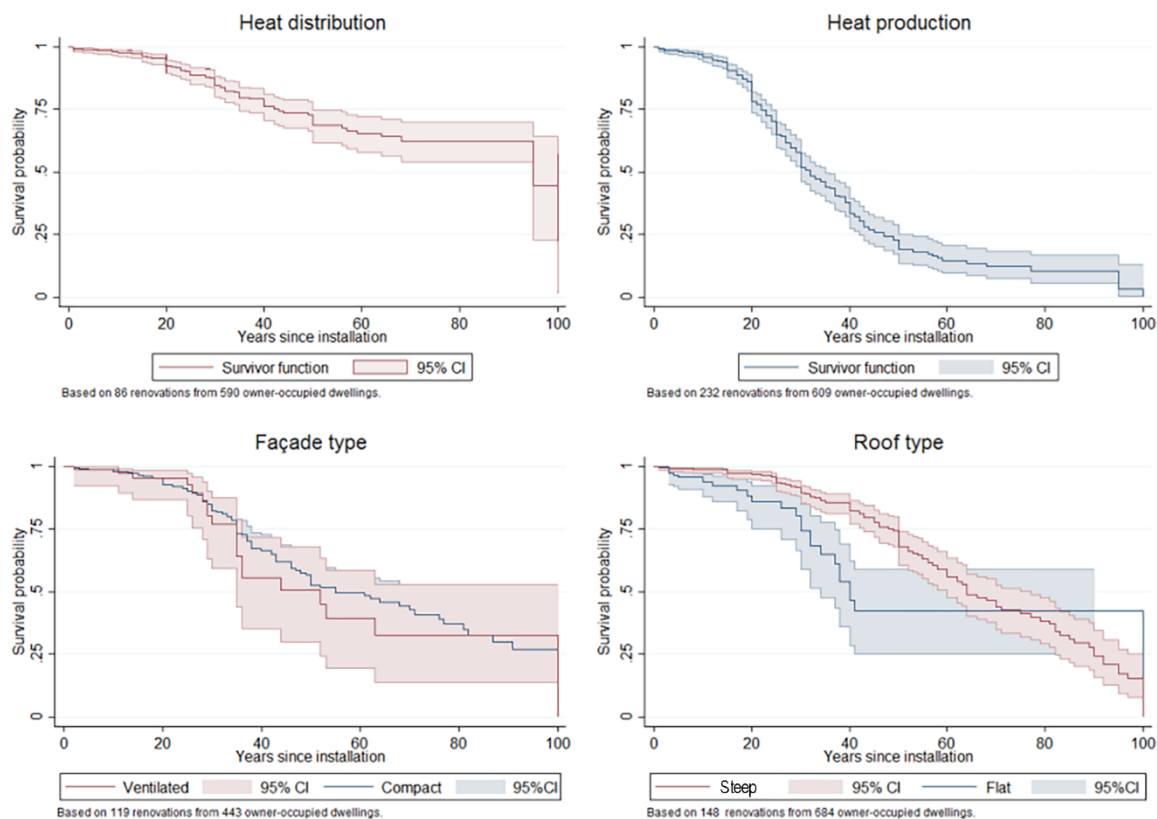 Heat distribution
Survival probability
1
.75
.5
.25
0
0 20 40 60 80 100
Years since installation
Survivor function 95% CI
Based on 86 renovations from 590 owner-occupied dwellings.
Heat production
Survival probability
1
.75
.5
.25
0
0 20 40 60 80 100
Years since installation
Survivor function 95% CI
Based on 232 renovations from 609 owner-occupied dwellings.
Façade type
Survival probability
1
.75
.5
.25
0
0 20 40 60 80 100
Years since installation
Ventilated 95% CI Compact 95%CI
Based on 119 renovations from 443 owner-occupied dwellings.
Roof type
Survival probability
1
.75
.5
.25
0
0 20 40 60 80 100
Years since installation
Steep 95% CI Flat 95%CI
Based on 148 renovations from 684 owner-occupied dwellings.